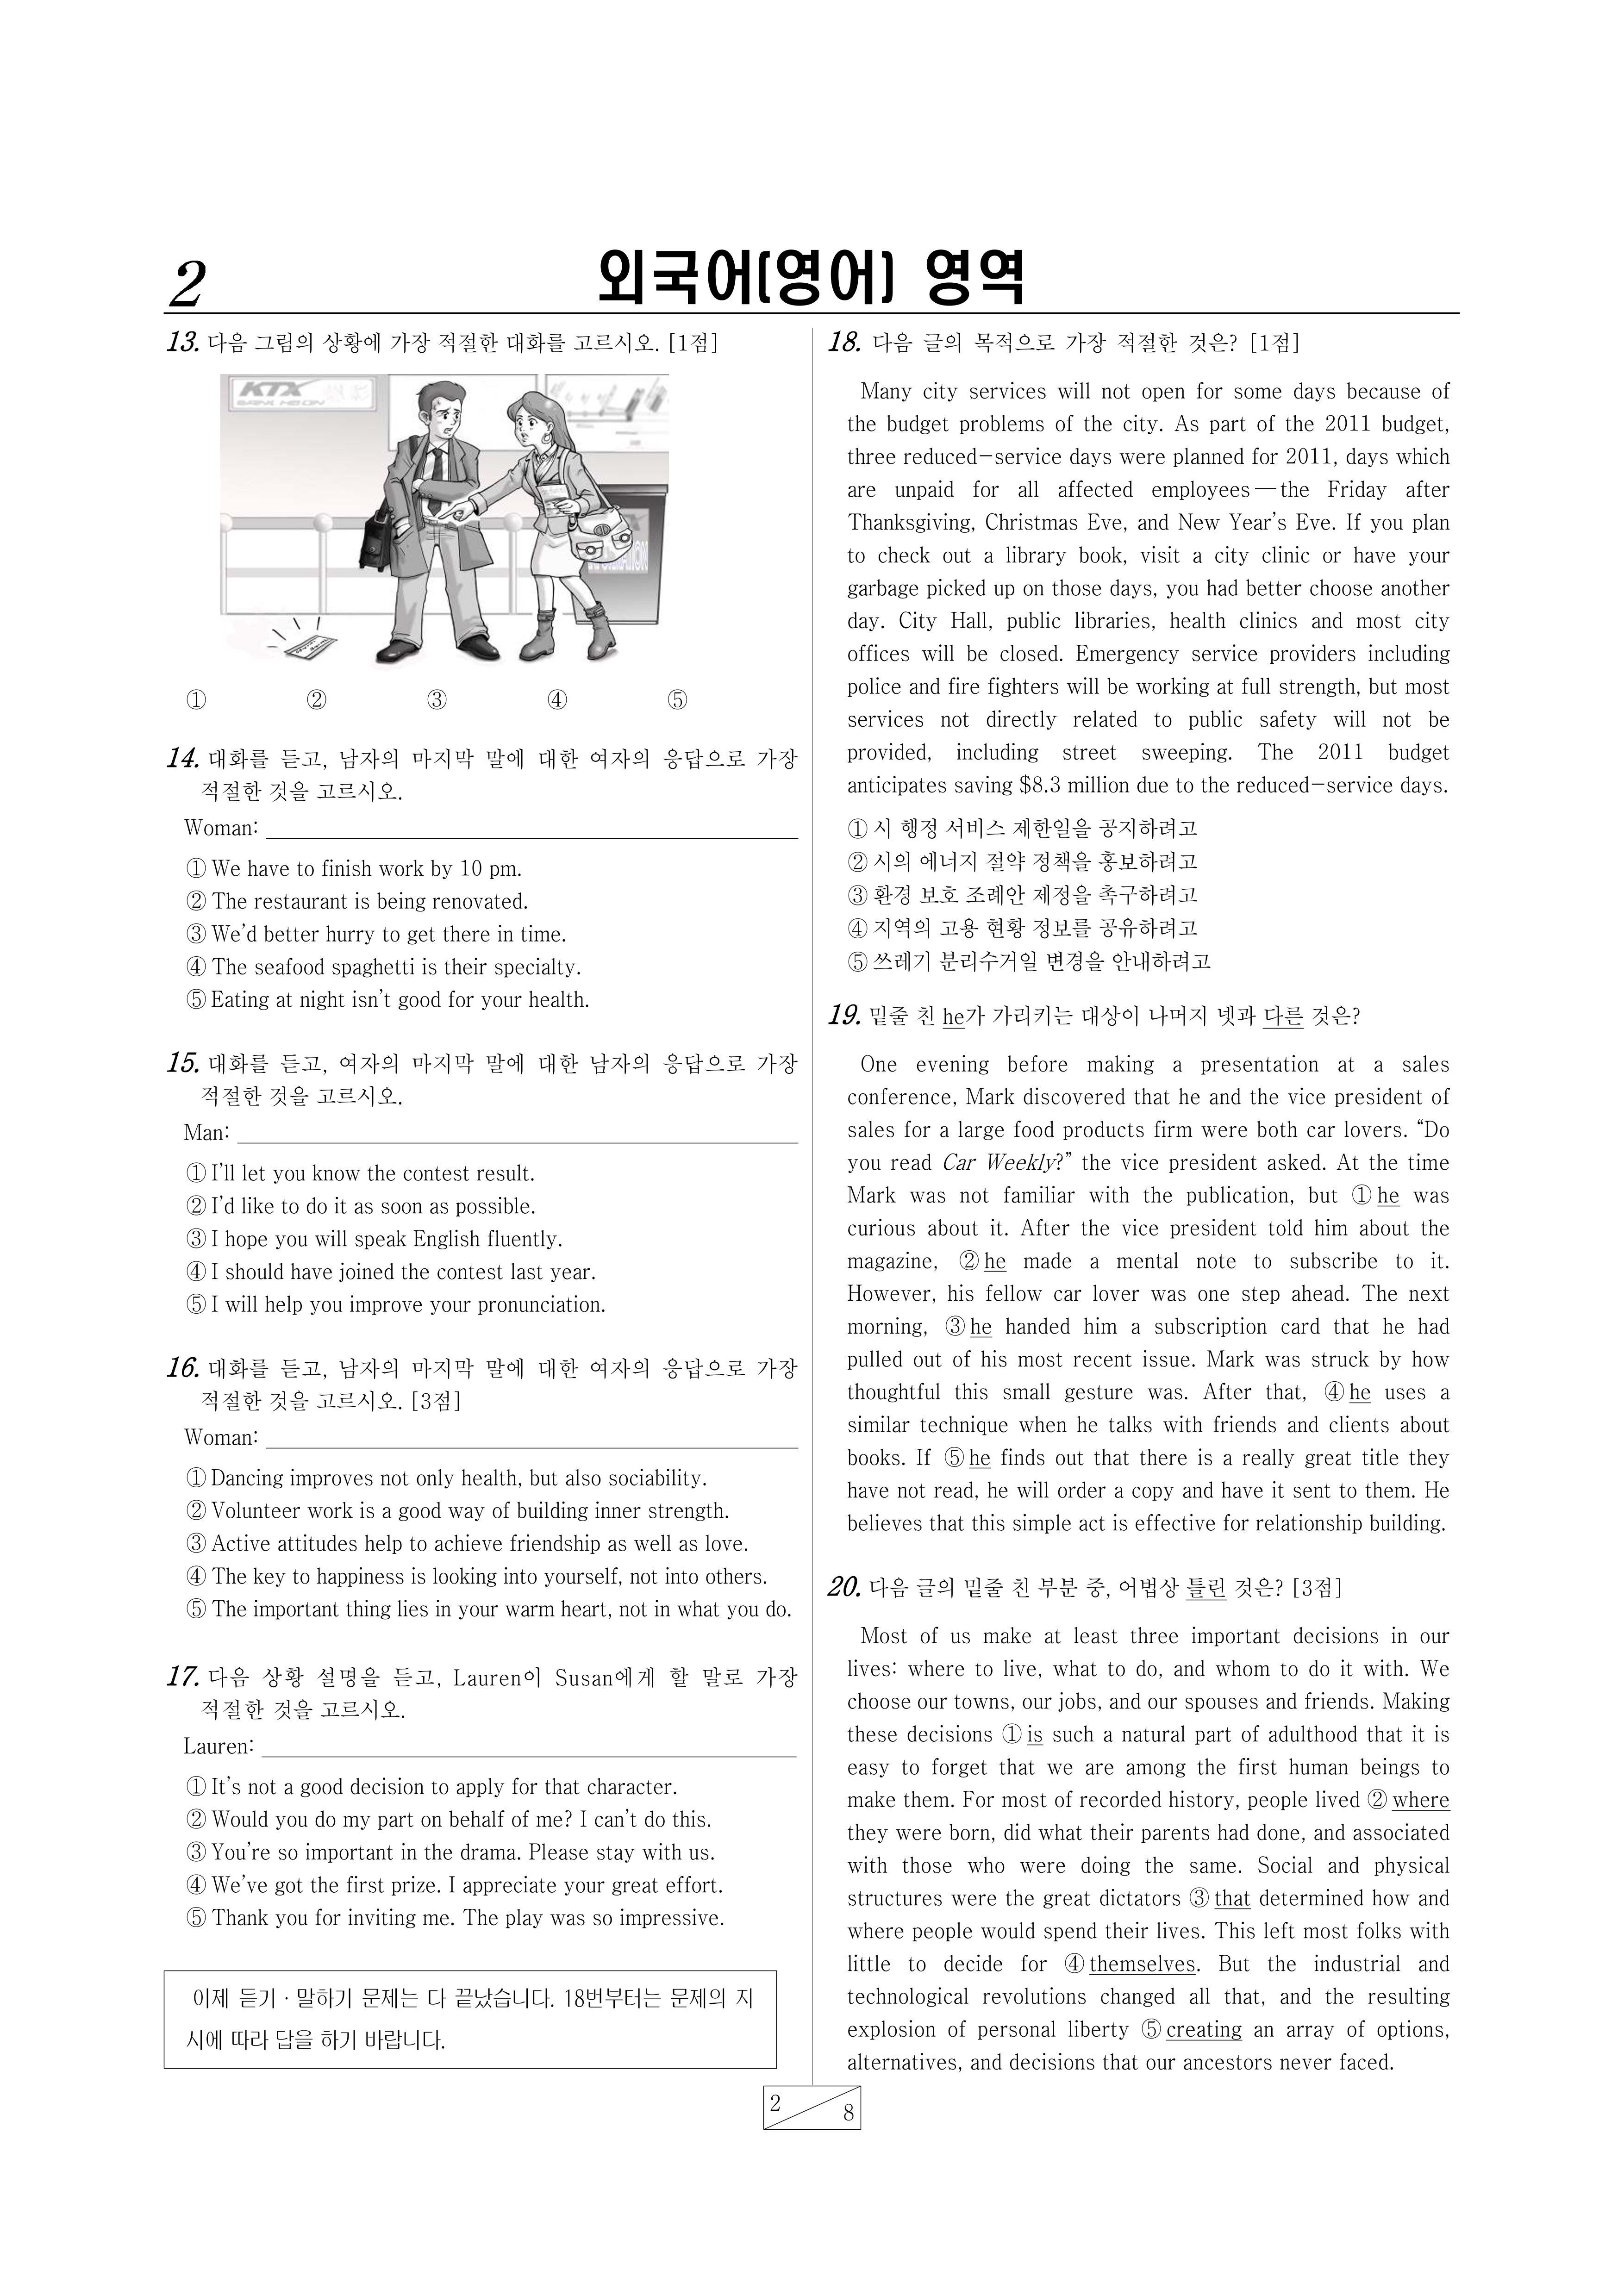 2
외국어(영어) 영역
13. 다음 그림의 상황에 가장 적절한 대화를 고르시오. [1점]
KTX
① ② ③ ④ ⑤
14. 대화를 듣고, 남자의 마지막 말에 대한 여자의 응답으로 가장
적절한 것을 고르시오.
Woman:
① We have to finish work by 10 pm.
② The restaurant is being renovated.
③ We'd better hurry to get there in time.
④ The seafood spaghetti is their specialty.
⑤ Eating at night isn't good for your health.
15. 대화를 듣고, 여자의 마지막 말에 대한 남자의 응답으로 가장
적절한 것을 고르시오.
Man:
① I'll let you know the contest result.
② I'd like to do it as soon as possible.
③ I hope you will speak English fluently.
④ I should have joined the contest last year.
⑤ I will help you improve your pronunciation.
16. 대화를 듣고, 남자의 마지막 말에 대한 여자의 응답으로 가장
적절한 것을 고르시오. [3점]
Woman:
① Dancing improves not only health, but also sociability.
② Volunteer work is a good way of building inner strength.
③ Active attitudes help to achieve friendship as well as love.
④ The key to happiness is looking into yourself, not into others.
⑤ The important thing lies in your warm heart, not in what you do.
17. 다음 상황 설명을 듣고, Lauren이 Susan에게 할 말로 가장
적절한 것을 고르시오.
Lauren:
① It's not a good decision to apply for that character.
② Would you do my part on behalf of me? I can't do this.
③ You're so important in the drama. Please stay with us.
④ We've got the first prize. I appreciate your great effort.
⑤ Thank you for inviting me. The play was so impressive.
이제 듣기·말하기 문제는 다 끝났습니다. 18번부터는 문제의 지
시에 따라 답을 하기 바랍니다.
18. 다음 글의 목적으로 가장 적절한 것은? [1점]
Many city services will not open for some days because of
the budget problems of the city. As part of the 2011 budget,
three reduced-service days were planned for 2011, days which
are unpaid for all affected employees — the Friday after
Thanksgiving, Christmas Eve, and New Year's Eve. If you plan
to check out a library book, visit a city clinic or have your
garbage picked up on those days, you had better choose another
day. City Hall, public libraries, health clinics and most city
offices will be closed. Emergency service providers including
police and fire fighters will be working at full strength, but most
services not directly related to public safety will not be
provided, including street sweeping. The 2011 budget
anticipates saving $8.3 million due to the reduced-service days.
① 시 행정 서비스 제한일을 공지하려고
② 시의 에너지 절약 정책을 홍보하려고
③ 환경 보호 조례안 제정을 촉구하려고
④ 지역의 고용 현황 정보를 공유하려고
⑤ 쓰레기 분리수거일 변경을 안내하려고
19. 밑줄 친 he가 가리키는 대상이 나머지 넷과 다른 것은?
One evening before making a presentation at a sales
conference, Mark discovered that he and the vice president of
sales for a large food products firm were both car lovers. "Do
you read Car Weekly?" the vice president asked. At the time
Mark was not familiar with the publication, but ① he was
curious about it. After the vice president told him about the
magazine, ② he made a mental note to subscribe to it.
However, his fellow car lover was one step ahead. The next
morning, ③ he handed him a subscription card that he had
pulled out of his most recent issue. Mark was struck by how
thoughtful this small gesture was. After that, ④ he uses a
similar technique when he talks with friends and clients about
books. If ⑤ he finds out that there is a really great title they
have not read, he will order a copy and have it sent to them. He
believes that this simple act is effective for relationship building.
20. 다음 글의 밑줄 친 부분 중, 어법상 틀린 것은? [3점]
Most of us make at least three important decisions in our
lives: where to live, what to do, and whom to do it with. We
choose our towns, our jobs, and our spouses and friends. Making
these decisions ① is such a natural part of adulthood that it is
easy to forget that we are among the first human beings to
make them. For most of recorded history, people lived ② where
they were born, did what their parents had done, and associated
with those who were doing the same. Social and physical
structures were the great dictators ③ that determined how and
where people would spend their lives. This left most folks with
little to decide for ④ themselves. But the industrial and
technological revolutions changed all that, and the resulting
explosion of personal liberty ⑤ creating an array of options,
alternatives, and decisions that our ancestors never faced.
2
8